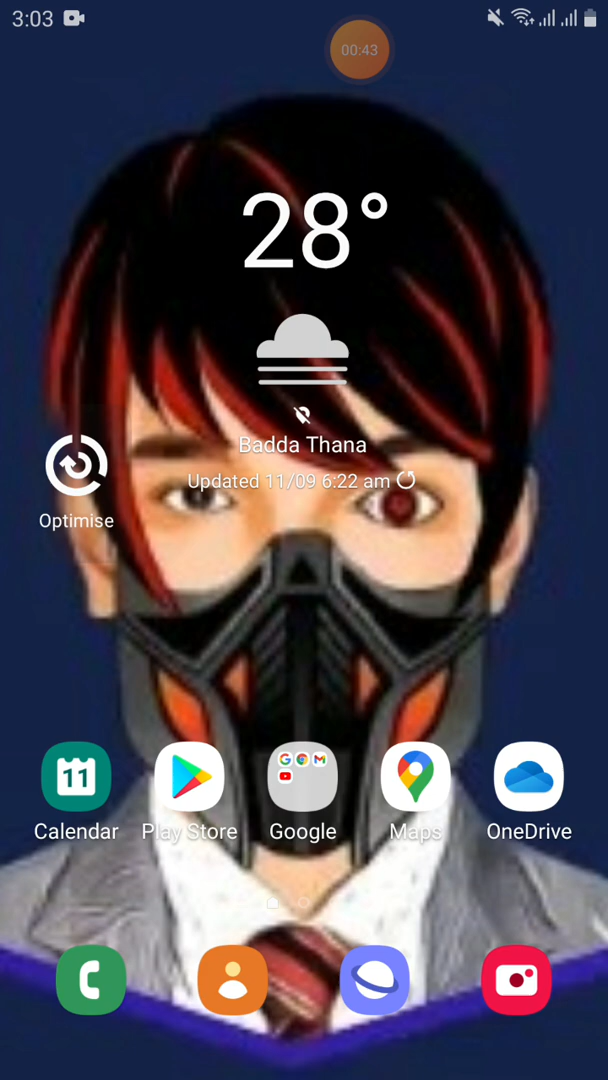 3:03
00:43
28°
Badda Thana
Updated 11/09 6:22 am
Optimise
11
Calendar
Play Store
Google
Maps
OneDrive